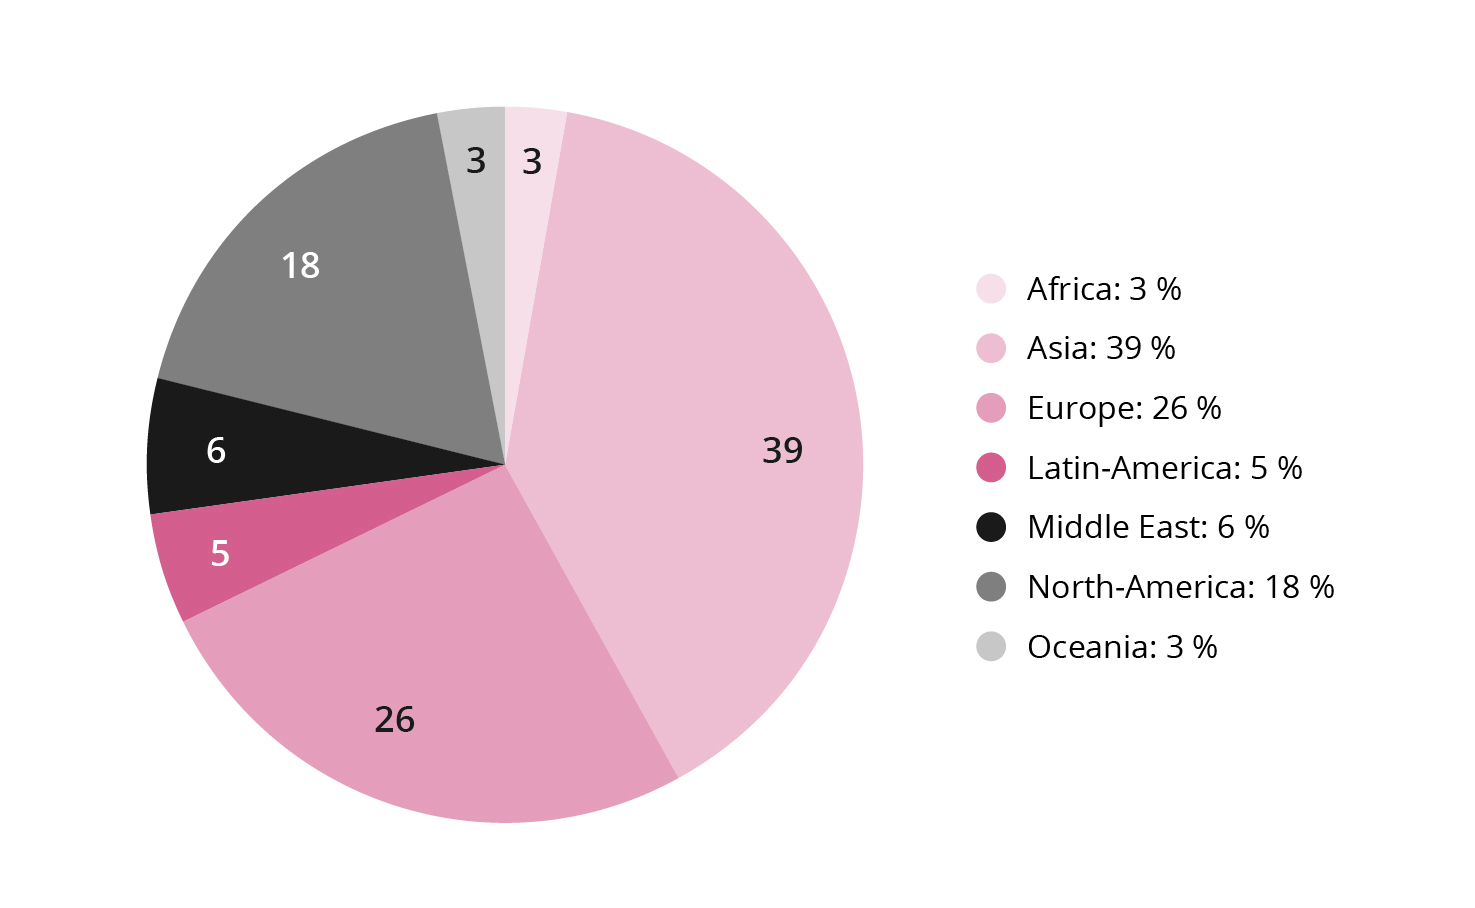 3
3
18
39
6
5
26
Africa: 3 %
Asia: 39 %
Europe: 26 %
Latin-America: 5 %
Middle East: 6 %
North-America: 18 %
Oceania: 3 %